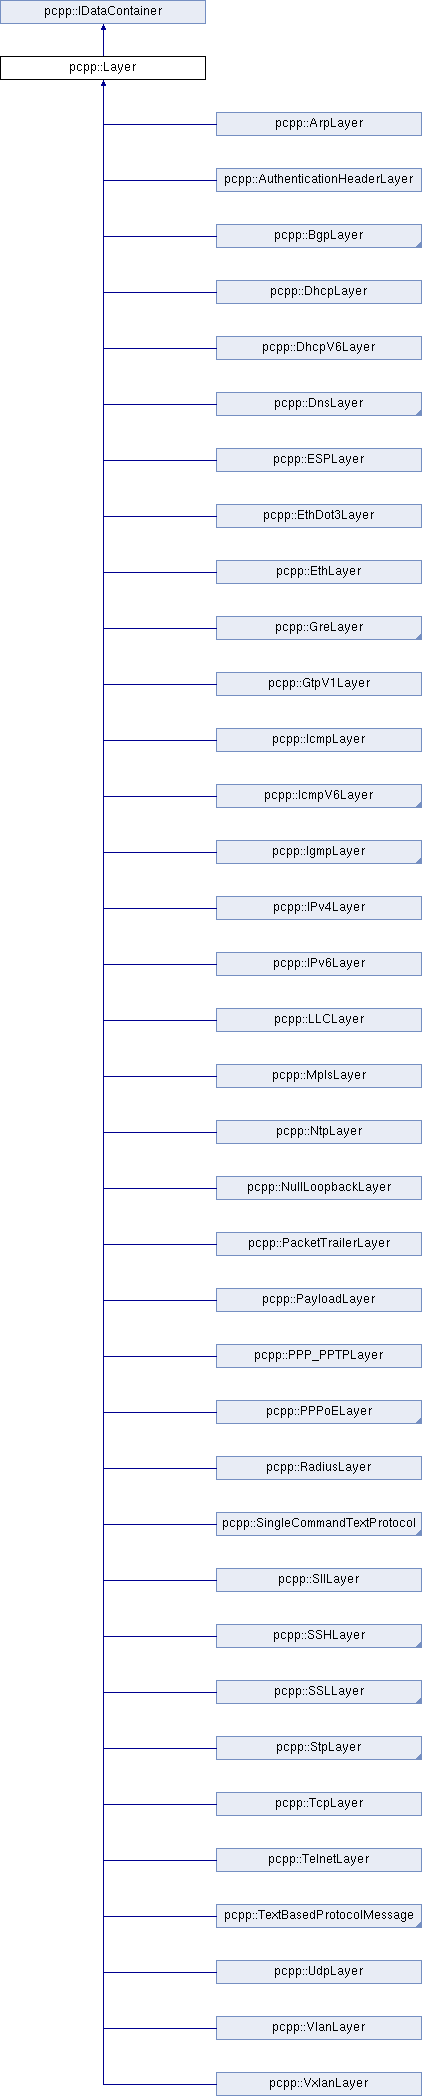 pcpp::IDataContainer
pcpp::Layer
pcpp::ArpLayer
pcpp::AuthenticationHeaderLayer
pcpp::BgpLayer
pcpp::DhcpLayer
pcpp::DhcpV6Layer
pcpp::DnsLayer
pcpp::ESPLayer
pcpp::EthDot3Layer
pcpp::EthLayer
pcpp::GreLayer
pcpp::GtpV1Layer
pcpp::IcmpLayer
pcpp::IcmpV6Layer
pcpp::IgmpLayer
pcpp::IPv4Layer
pcpp::IPv6Layer
pcpp::LLCLayer
pcpp::MplsLayer
pcpp::NtpLayer
pcpp::NullLoopbackLayer
pcpp::PacketTrailerLayer
pcpp::PayloadLayer
pcpp::PPP_PPTPLayer
pcpp::PPPoELayer
pcpp::RadiusLayer
pcpp::SingleCommandTextProtocol
pcpp::SllLayer
pcpp::SSHLayer
pcpp::SSLLayer
pcpp::StpLayer
pcpp::TcpLayer
pcpp::TelnetLayer
pcpp::TextBasedProtocolMessage
pcpp::UdpLayer
pcpp::VlanLayer
pcpp::VxlanLayer